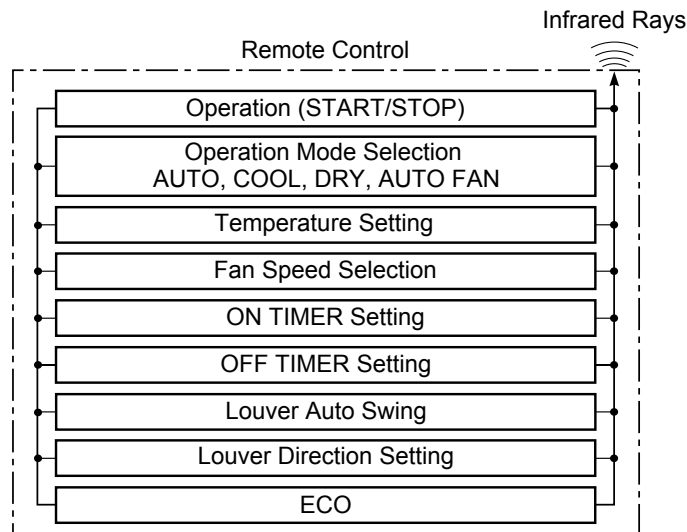 Infrared Rays
Remote Control
Operation (START/STOP)
Operation Mode Selection
AUTO, COOL, DRY, AUTO FAN
Temperature Setting
Fan Speed Selection
ON TIMER Setting
OFF TIMER Setting
Louver Auto Swing
Louver Direction Setting
ECO